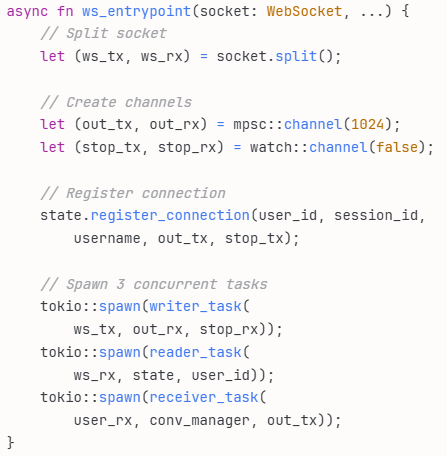 async fn ws_entrypoint(socket: WebSocket, ...) {
    // Split socket
    let (ws_tx, ws_rx) = socket.split();

    // Create channels
    let (out_tx, out_rx) = mpsc::channel(1024);
    let (stop_tx, stop_rx) = watch::channel(false);

    // Register connection
    state.register_connection(user_id, session_id,
        username, out_tx, stop_tx);

    // Spawn 3 concurrent tasks
    tokio::spawn(writer_task(
        ws_tx, out_rx, stop_rx));
    tokio::spawn(reader_task(
        ws_rx, state, user_id));
    tokio::spawn(receiver_task(
        user_rx, conv_manager, out_tx));
}